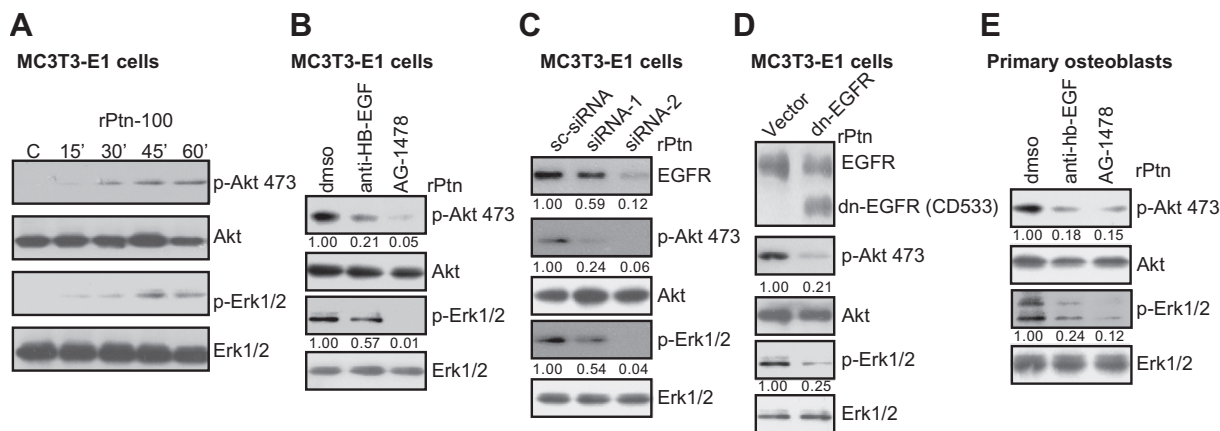 A
MC3T3-E1 cells
rPtn-100
C 15’ 30’ 45’ 60’
p-Akt 473
Akt
p-Erk1/2
Erk1/2
B
MC3T3-E1 cells
dmso anti-HB-EGF AG-1478
rPtn
p-Akt 473
1.00 0.21 0.05
Akt
p-Erk1/2
1.00 0.57 0.01
Erk1/2
C
MC3T3-E1 cells
sc-siRNA siRNA-1 siRNA-2
rPtn
EGFR
1.00 0.59 0.12
p-Akt 473
1.00 0.24 0.06
Akt
p-Erk1/2
1.00 0.54 0.04
Erk1/2
D
MC3T3-E1 cells
Vector dn-EGFR
rPtn
EGFR
dn-EGFR (CD533)
p-Akt 473
1.00 0.21
Akt
p-Erk1/2
1.00 0.25
Erk1/2
E
Primary osteoblasts
dmso anti-hb-EGF AG-1478
rPtn
p-Akt 473
1.00 0.18 0.15
Akt
p-Erk1/2
1.00 0.24 0.12
Erk1/2